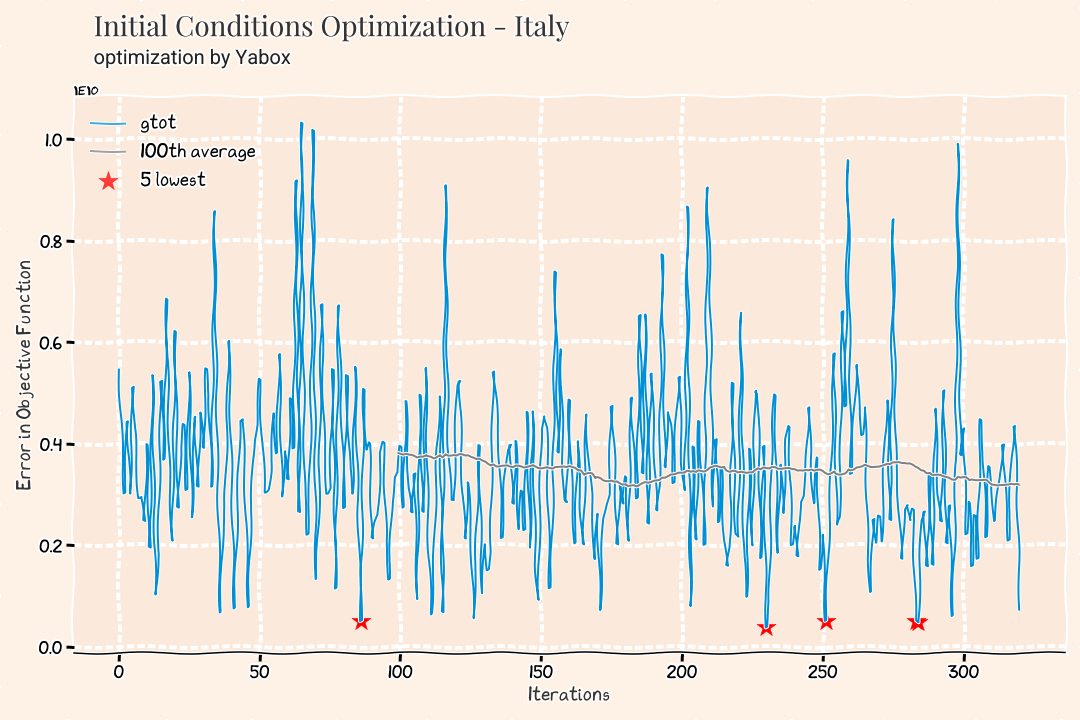 Initial Conditions Optimization - Italy
optimization by Yabox
1E10
gtot
100th average
5 lowest
1.0
0.8
0.6
0.4
0.2
0.0
Error in Objective Function
0 50 100 150 200 250 300
Iterations